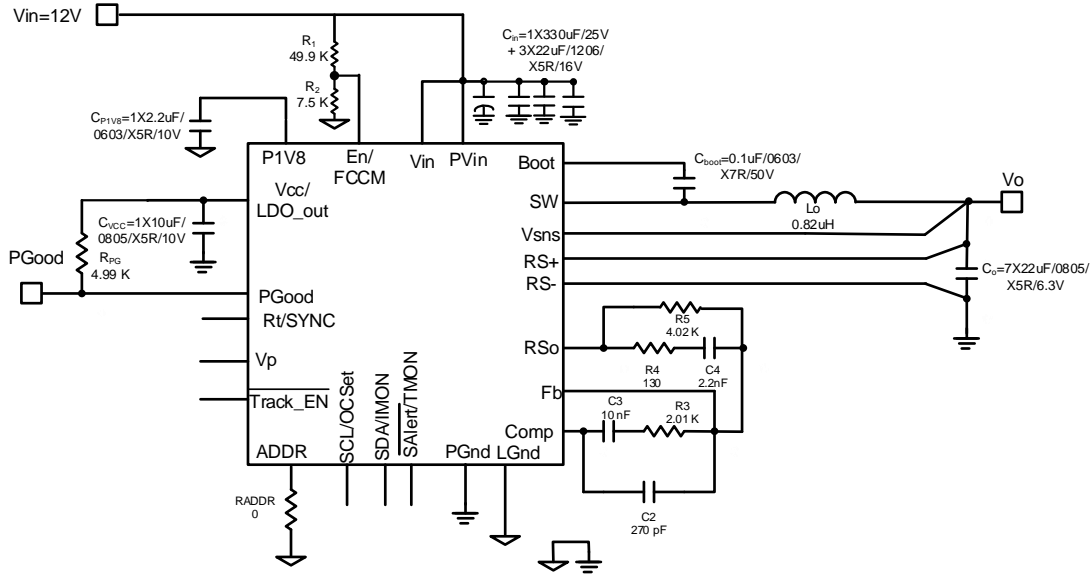 Vin=12V
R1
49.9 K
R2
7.5 K
Cin=1X330uF/25V
+ 3X22uF/1206/
X5R/16V
CP1V8=1X2.2uF/
0603/X5R/10V
P1V8
En/
FCCM
Vin
PVin
Boot
Cboot=0.1uF/0603/
X7R/50V
Vcc/
LDO_out
SW
Lo
0.82uH
Vo
CVCC=1X10uF/
0805/X5R/10V
Vsns
PGood
RPG
4.99 K
RS+
RS-
Co=7X22uF/0805/
X5R/6.3V
PGood
Rt/SYNC
R5
4.02 K
RSo
Vp
R4
130
C4
2.2nF
Fb
Track_EN
C3
10 nF
R3
2.01 K
Comp
ADDR
SCL/OCSet
SDA/IMON
SAlert/TMON
PGnd
LGnd
RADDR
0
C2
270 pF